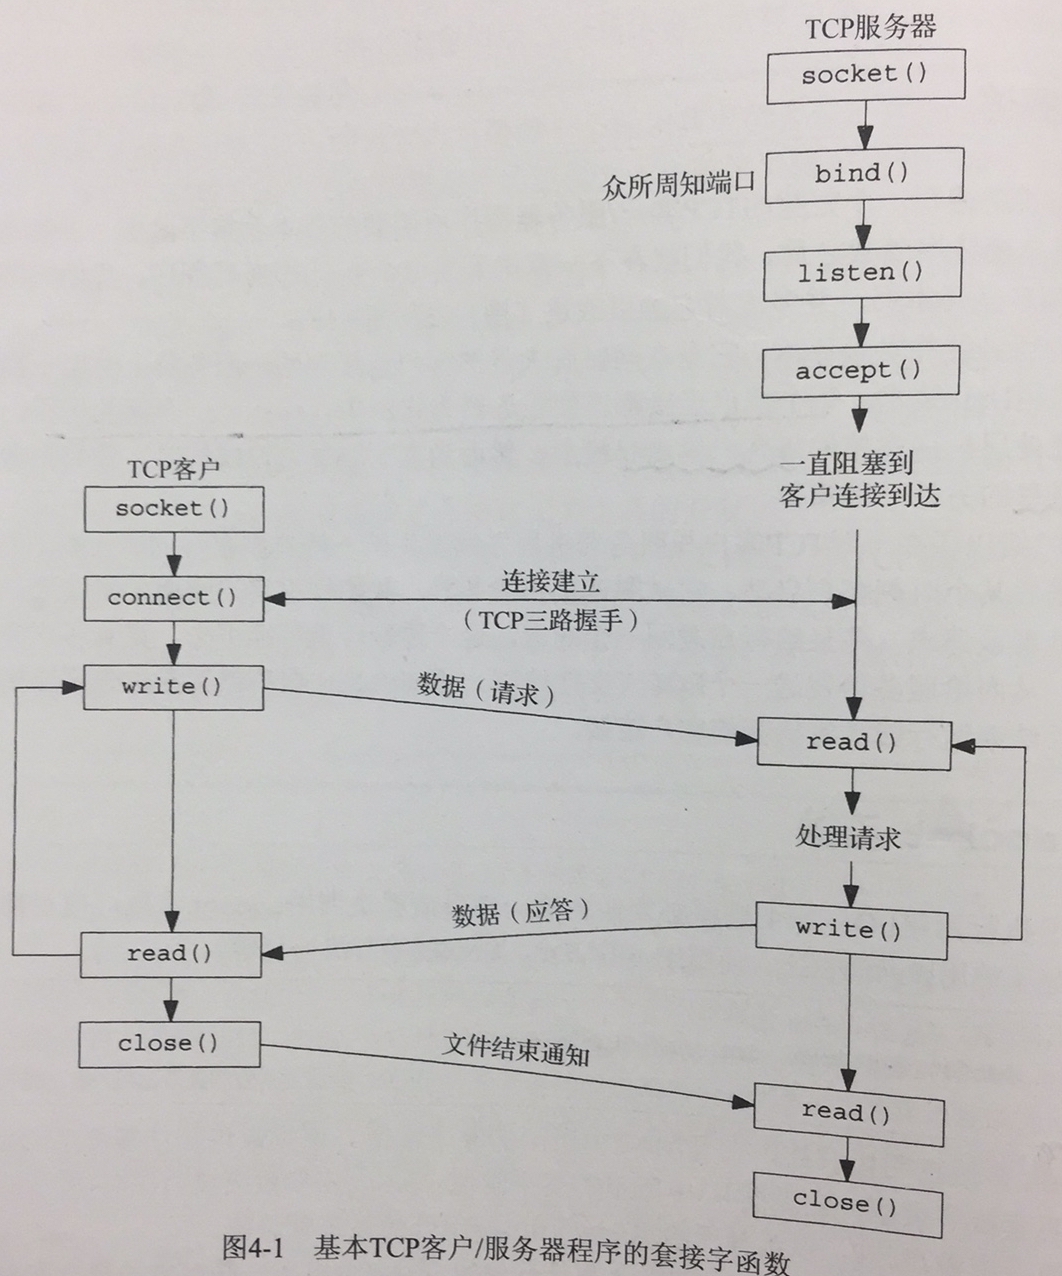 TCP服务器
socket()
众所周知端口
bind()
listen()
accept()
一直阻塞到
客户连接到达
TCP客户
socket()
connect()
连接建立
(TCP三路握手)
write()
数据(请求)
read()
处理请求
数据(应答)
write()
read()
close()
文件结束通知
read()
close()
图4-1 基本TCP客户/服务器程序的套接字函数